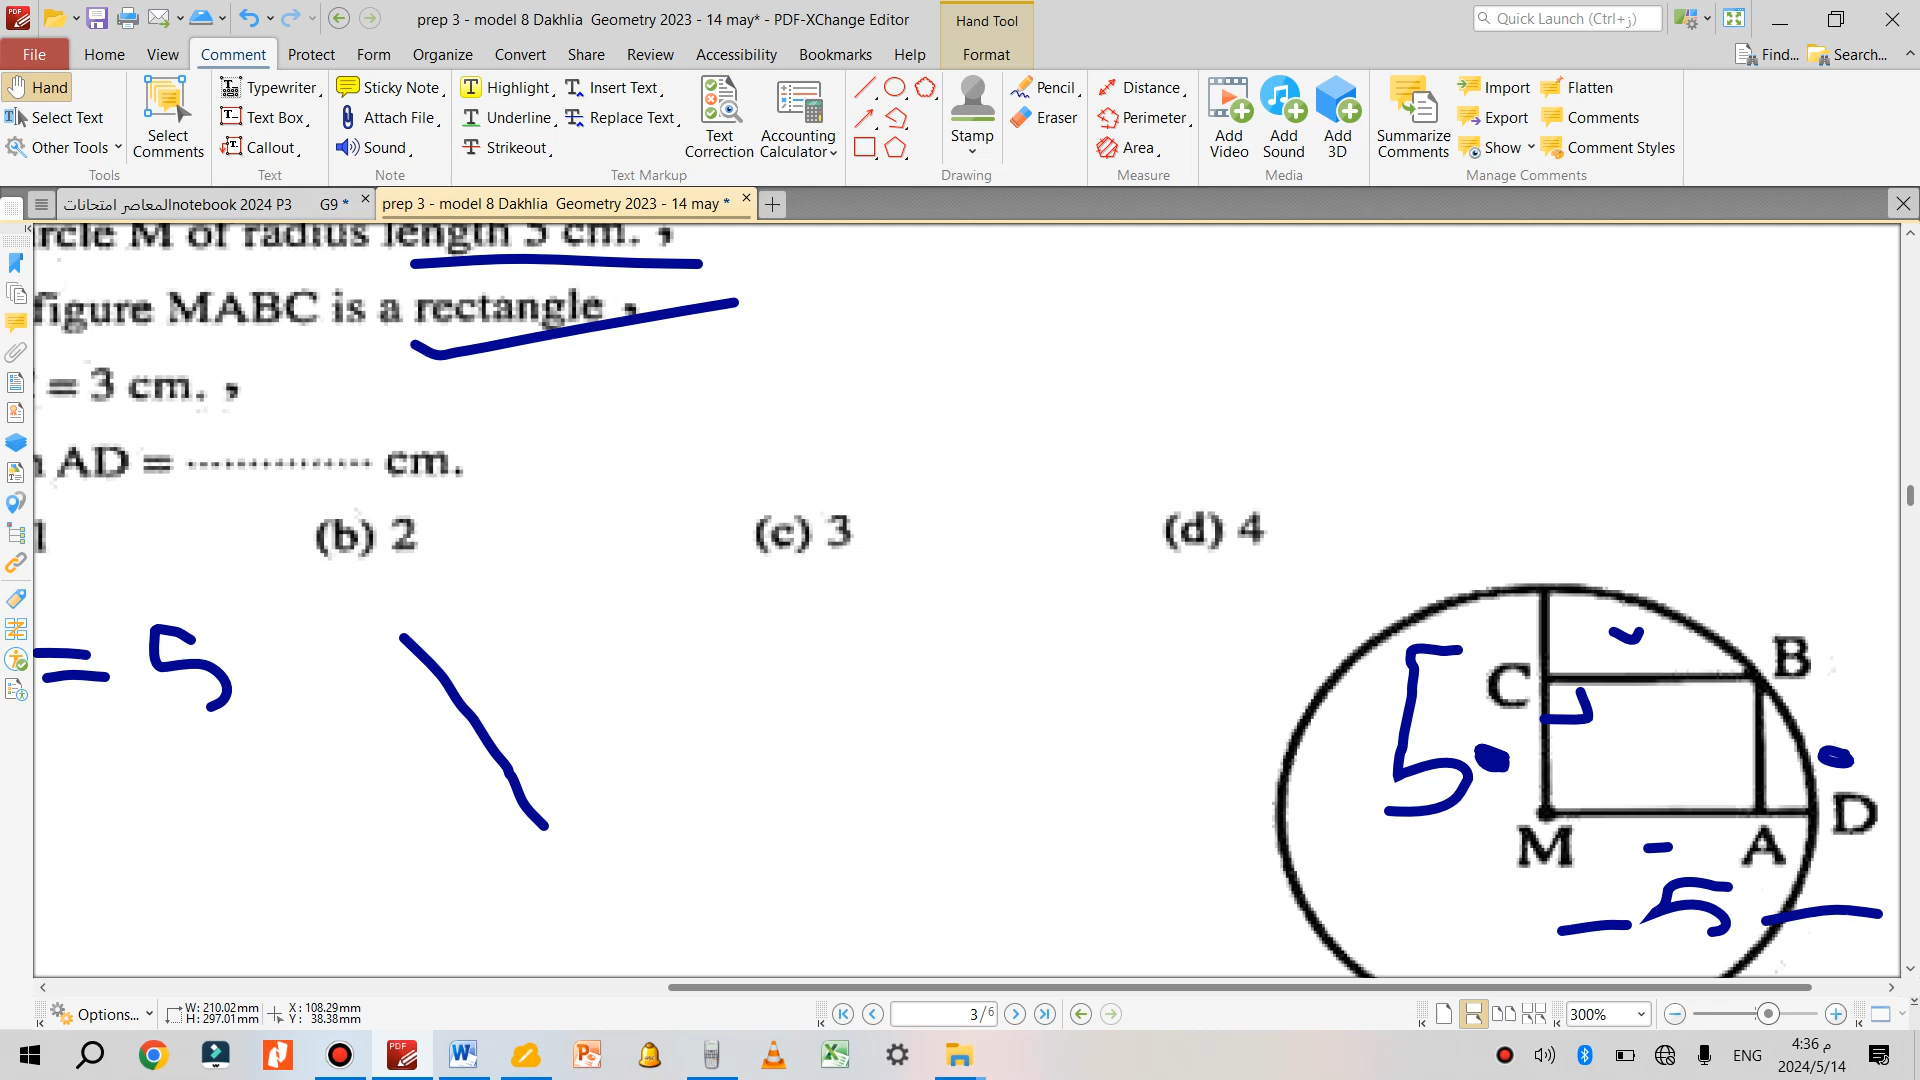 prep 3 - model 8 Dakhlia Geometry 2023 - 14 may* - PDF-XChange Editor
Hand Tool
Quick Launch (Ctrl+ز)
File Home View Comment Protect Form Organize Convert Share Review Accessibility Bookmarks Help Format Find... Search...
Hand
Select Text
Other Tools
Select Comments
Tools
Typewriter
Text Box
Callout
Text
Sticky Note
Attach File
Sound
Note
Highlight Insert Text
Underline Replace Text
Strikeout
Text Correction
Accounting Calculator
Text Markup
Drawing
Stamp
Pencil
Eraser
Distance
Perimeter
Area
Measure
Add Video
Add Sound
Add 3D
Media
Summarize Comments
Import Flatten
Export Comments
Show Comment Styles
Manage Comments
المعاصر امتحاناتnotebook 2024 P3 G9 *
prep 3 - model 8 Dakhlia Geometry 2023 - 14 may *
rcle M of radius length 5 cm. ,
figure MABC is a rectangle ,
= 3 cm. ,
AD = ............... cm.
1 (b) 2 (c) 3 (d) 4
= 5
5
C B
M A D
5
Options...
W: 210.02mm
H: 297.01mm
X: 108.29mm
Y: 38.38mm
3/6
300%
ENG
4:36 م
2024/5/14